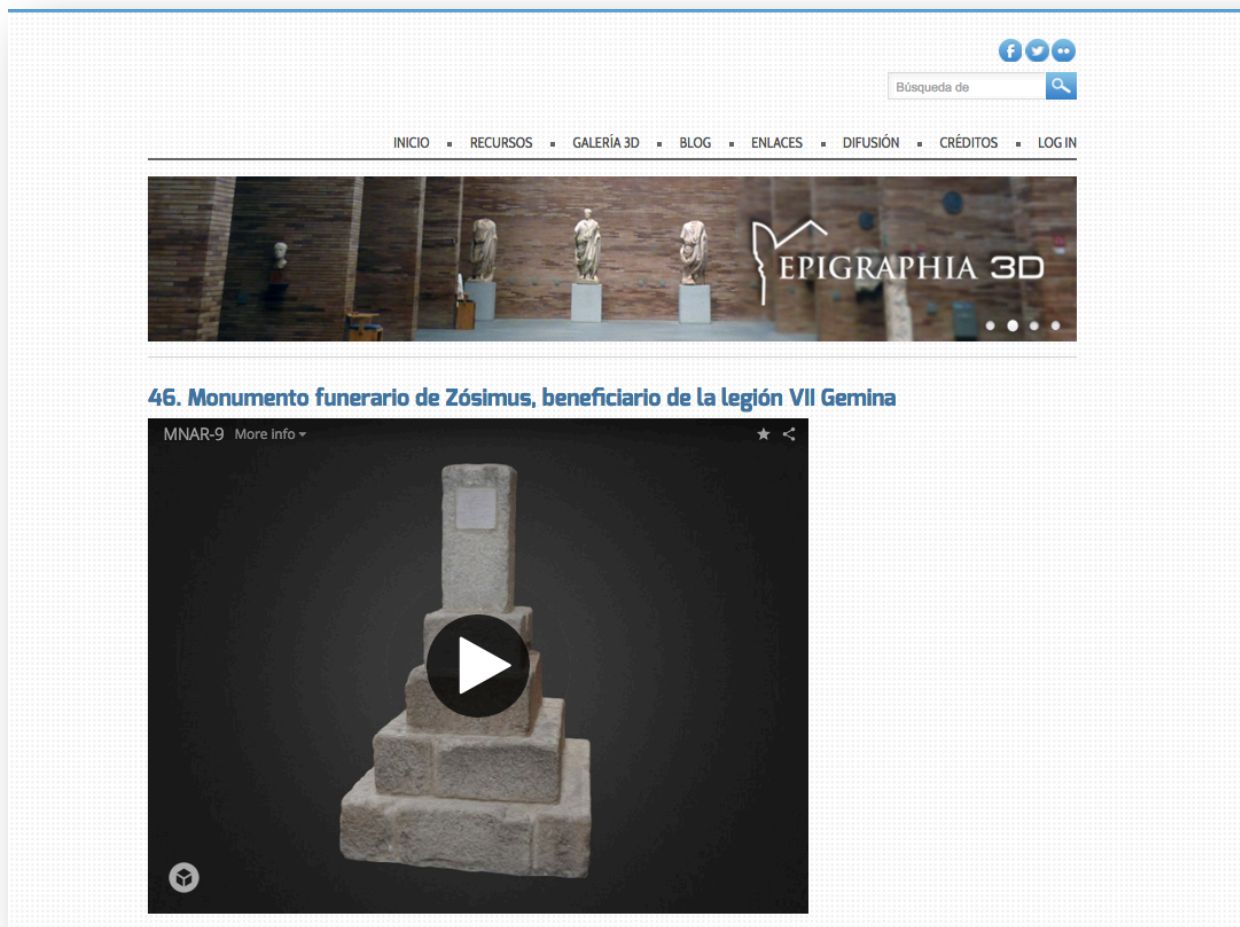 Búsqueda de
INICIO ▪ RECURSOS ▪ GALERÍA 3D ▪ BLOG ▪ ENLACES ▪ DIFUSIÓN ▪ CRÉDITOS ▪ LOG IN
EPIGRAPHIA 3D
46. Monumento funerario de Zósimus, beneficiario de la legión VII Gemina
MNAR-9 More Info